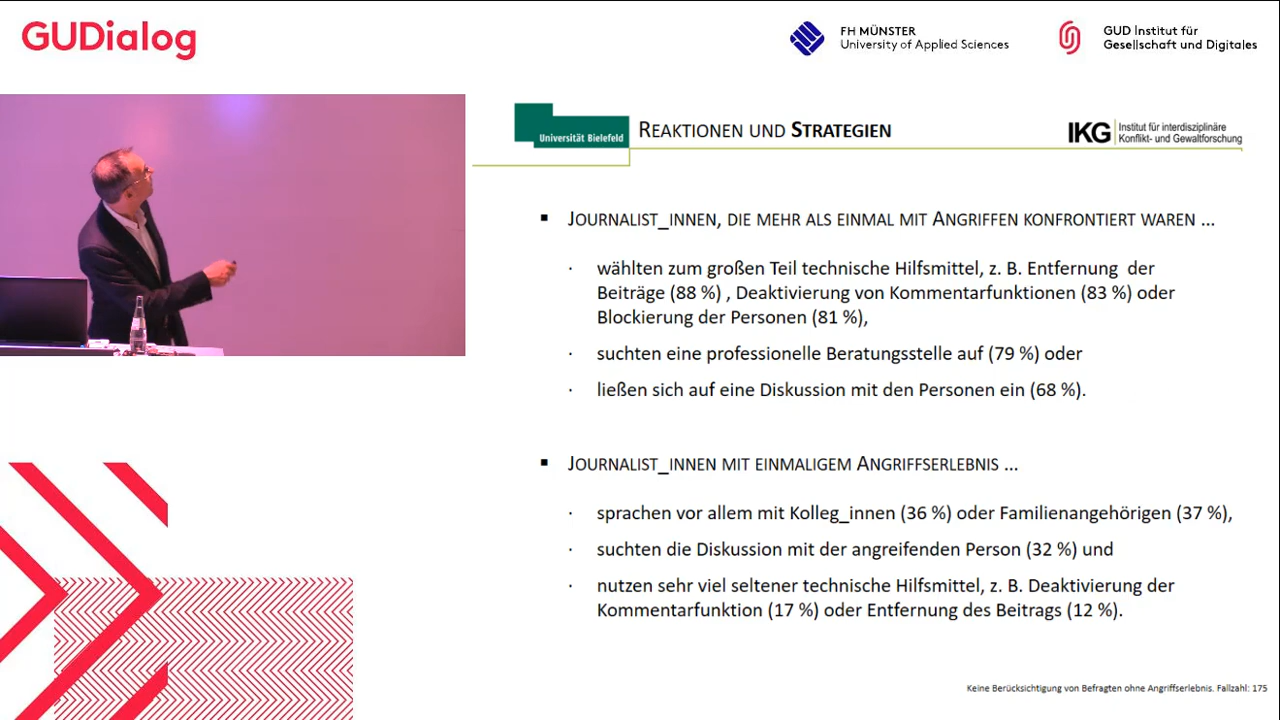 GUDialog
FH MÜNSTER
University of Applied Sciences
GUD Institut für
Gesellschaft und Digitales
Universität Bielefeld
REAKTIONEN UND STRATEGIEN
IKG
Institut für interdisziplinäre
Konflikt- und Gewaltforschung
▪ JOURNALIST_INNEN, DIE MEHR ALS EINMAL MIT ANGRIFFEN KONFRONTIERT WAREN ...
· wählten zum großen Teil technische Hilfsmittel, z. B. Entfernung der
Beiträge (88 %) , Deaktivierung von Kommentarfunktionen (83 %) oder
Blockierung der Personen (81 %),
· suchten eine professionelle Beratungsstelle auf (79 %) oder
· ließen sich auf eine Diskussion mit den Personen ein (68 %).
▪ JOURNALIST_INNEN MIT EINMALIGEM ANGRIFFSERLEBNIS ...
· sprachen vor allem mit Kolleg_innen (36 %) oder Familienangehörigen (37 %),
· suchten die Diskussion mit der angreifenden Person (32 %) und
· nutzen sehr viel seltener technische Hilfsmittel, z. B. Deaktivierung der
Kommentarfunktion (17 %) oder Entfernung des Beitrags (12 %).
Keine Berücksichtigung von Befragten ohne Angriffserlebnis. Fallzahl: 175